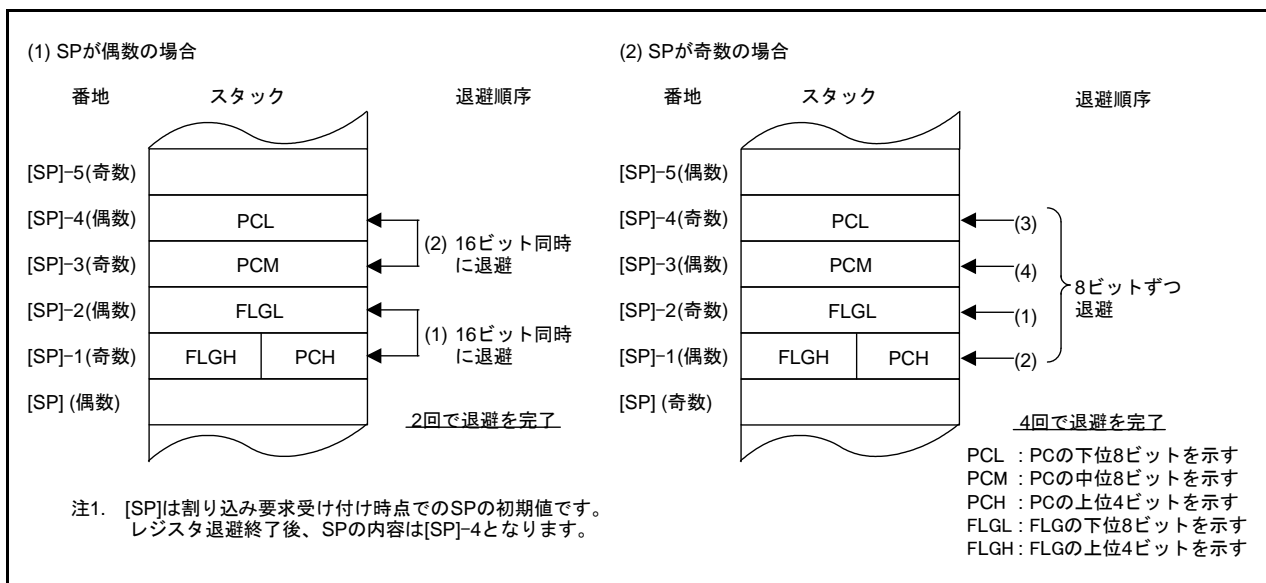 (1) SPが偶数の場合
番地 スタック 退避順序
[SP]-5(奇数)
[SP]-4(偶数) PCL
[SP]-3(奇数) PCM
(2) 16ビット同時
に退避
[SP]-2(偶数) FLGL
[SP]-1(奇数) FLGH PCH
(1) 16ビット同時
に退避
[SP] (偶数)
2回で退避を完了
(2) SPが奇数の場合
番地 スタック 退避順序
[SP]-5(偶数)
[SP]-4(奇数) PCL (3)
[SP]-3(偶数) PCM (4)
[SP]-2(奇数) FLGL (1)
[SP]-1(偶数) FLGH PCH (2)
8ビットずつ
退避
[SP] (奇数)
4回で退避を完了
PCL : PCの下位8ビットを示す
PCM : PCの中位8ビットを示す
PCH : PCの上位4ビットを示す
FLGL : FLGの下位8ビットを示す
FLGH : FLGの上位4ビットを示す
注1. [SP]は割り込み要求受け付け時点でのSPの初期値です。
レジスタ退避終了後、SPの内容は[SP]-4となります。